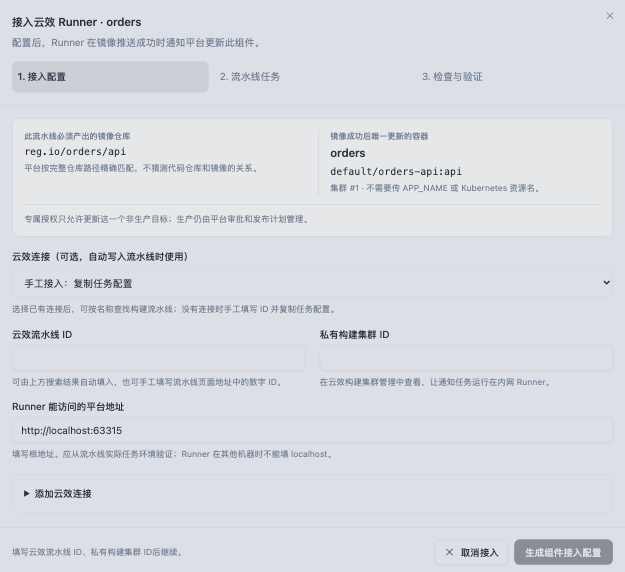 接入云效 Runner · orders
配置后，Runner 在镜像推送成功时通知平台更新此组件。
1. 接入配置
2. 流水线任务
3. 检查与验证
此流水线必须产出的镜像仓库
reg.io/orders/api
平台按完整仓库路径精确匹配，不猜测代码仓库和镜像的关系。
镜像成功后唯一更新的容器
orders
default/orders-api:api
集群 #1 · 不需要传 APP_NAME 或 Kubernetes 资源名。
专属授权只允许更新这一个非生产目标；生产仍由平台审批和发布计划管理。
云效连接（可选，自动写入流水线时使用）
手工接入：复制任务配置
选择已有连接后，可按名称查找构建流水线；没有连接时手工填写 ID 并复制任务配置。
云效流水线 ID
可由上方搜索结果自动填入，也可手工填写流水线页面地址中的数字 ID。
私有构建集群 ID
在云效构建集群管理中查看，让通知任务运行在内网 Runner。
Runner 能访问的平台地址
http://localhost:63315
填写根地址。应从流水线实际任务环境验证；Runner 在其他机器时不能填 localhost。
添加云效连接
填写云效流水线 ID、私有构建集群 ID后继续。
取消接入
生成组件接入配置